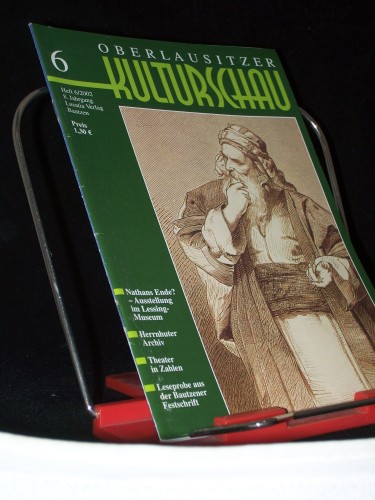 6
OBERLAUSITZER
KULTURSCHAU
Heft 6/2002
8. Jahrgang
Lusatia Verlag
Bautzen
Preis
1,30 €
Nathans Ende?
– Ausstellung
im Lessing-
Museum
Herrnhuter
Archiv
Theater
in Zahlen
Leseprobe aus
der Bautzener
Festschrift